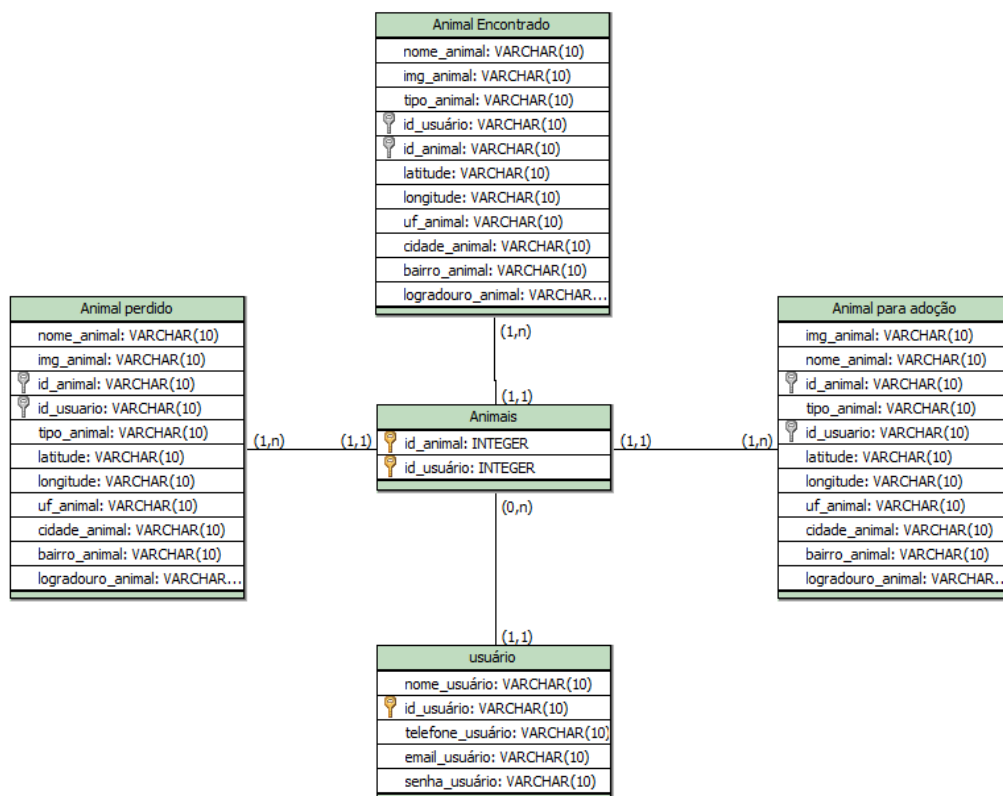 Animal Encontrado
nome_animal: VARCHAR(10)
img_animal: VARCHAR(10)
tipo_animal: VARCHAR(10)
id_usuário: VARCHAR(10)
id_animal: VARCHAR(10)
latitude: VARCHAR(10)
longitude: VARCHAR(10)
uf_animal: VARCHAR(10)
cidade_animal: VARCHAR(10)
bairro_animal: VARCHAR(10)
logradouro_animal: VARCHAR...
(1,n)
(1,1)
Animal perdido
nome_animal: VARCHAR(10)
img_animal: VARCHAR(10)
id_animal: VARCHAR(10)
id_usuario: VARCHAR(10)
tipo_animal: VARCHAR(10)
latitude: VARCHAR(10)
longitude: VARCHAR(10)
uf_animal: VARCHAR(10)
cidade_animal: VARCHAR(10)
bairro_animal: VARCHAR(10)
logradouro_animal: VARCHAR...
(1,n)
(1,1)
Animais
id_animal: INTEGER
id_usuário: INTEGER
(1,1)
(1,n)
Animal para adoção
img_animal: VARCHAR(10)
nome_animal: VARCHAR(10)
id_animal: VARCHAR(10)
tipo_animal: VARCHAR(10)
id_usuario: VARCHAR(10)
latitude: VARCHAR(10)
longitude: VARCHAR(10)
uf_animal: VARCHAR(10)
cidade_animal: VARCHAR(10)
bairro_animal: VARCHAR(10)
logradouro_animal: VARCHAR...
(0,n)
(1,1)
usuário
nome_usuário: VARCHAR(10)
id_usuário: VARCHAR(10)
telefone_usuário: VARCHAR(10)
email_usuário: VARCHAR(10)
senha_usuário: VARCHAR(10)